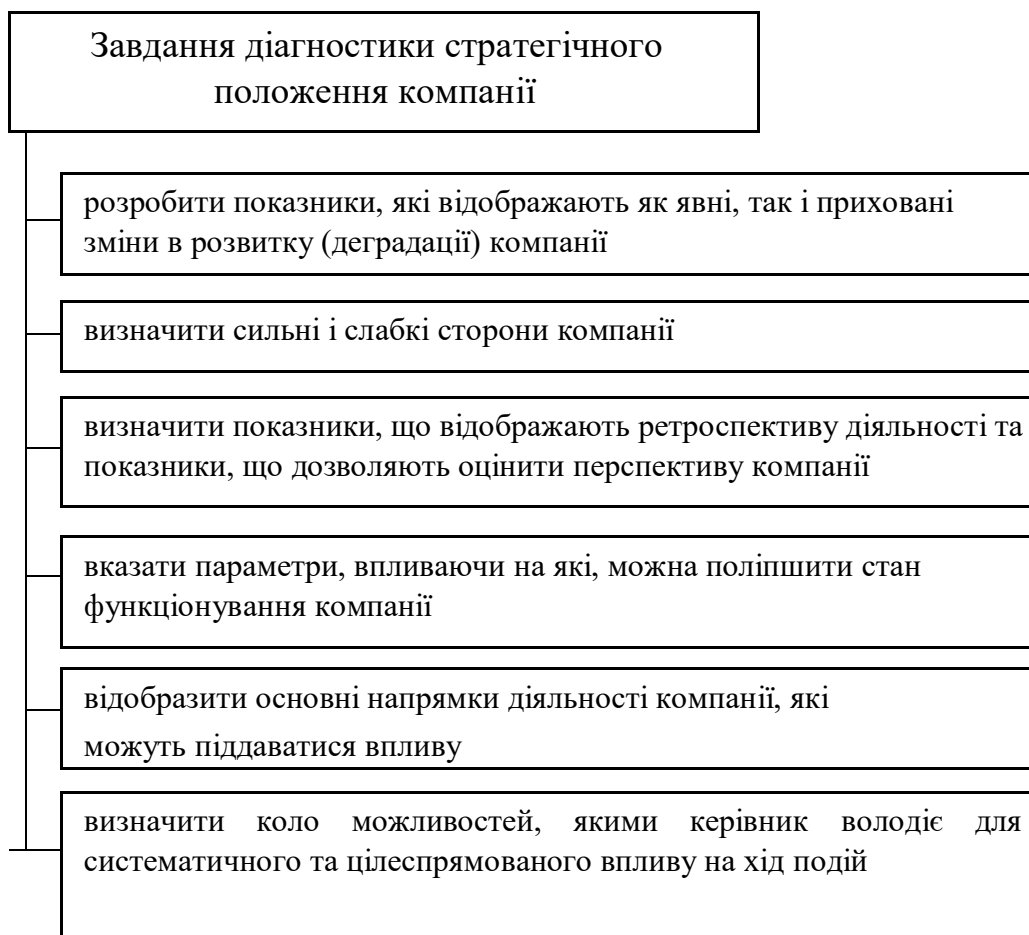 Завдання діагностики стратегічного
положення компанії
розробити показники, які відображають як явні, так і приховані
зміни в розвитку (деградації) компанії
визначити сильні і слабкі сторони компанії
визначити показники, що відображають ретроспективу діяльності та
показники, що дозволяють оцінити перспективу компанії
вказати параметри, впливаючи на які, можна поліпшити стан
функціонування компанії
відобразити основні напрямки діяльності компанії, які
можуть піддаватися впливу
визначити коло можливостей, якими керівник володіє для
систематичного та цілеспрямованого впливу на хід подій